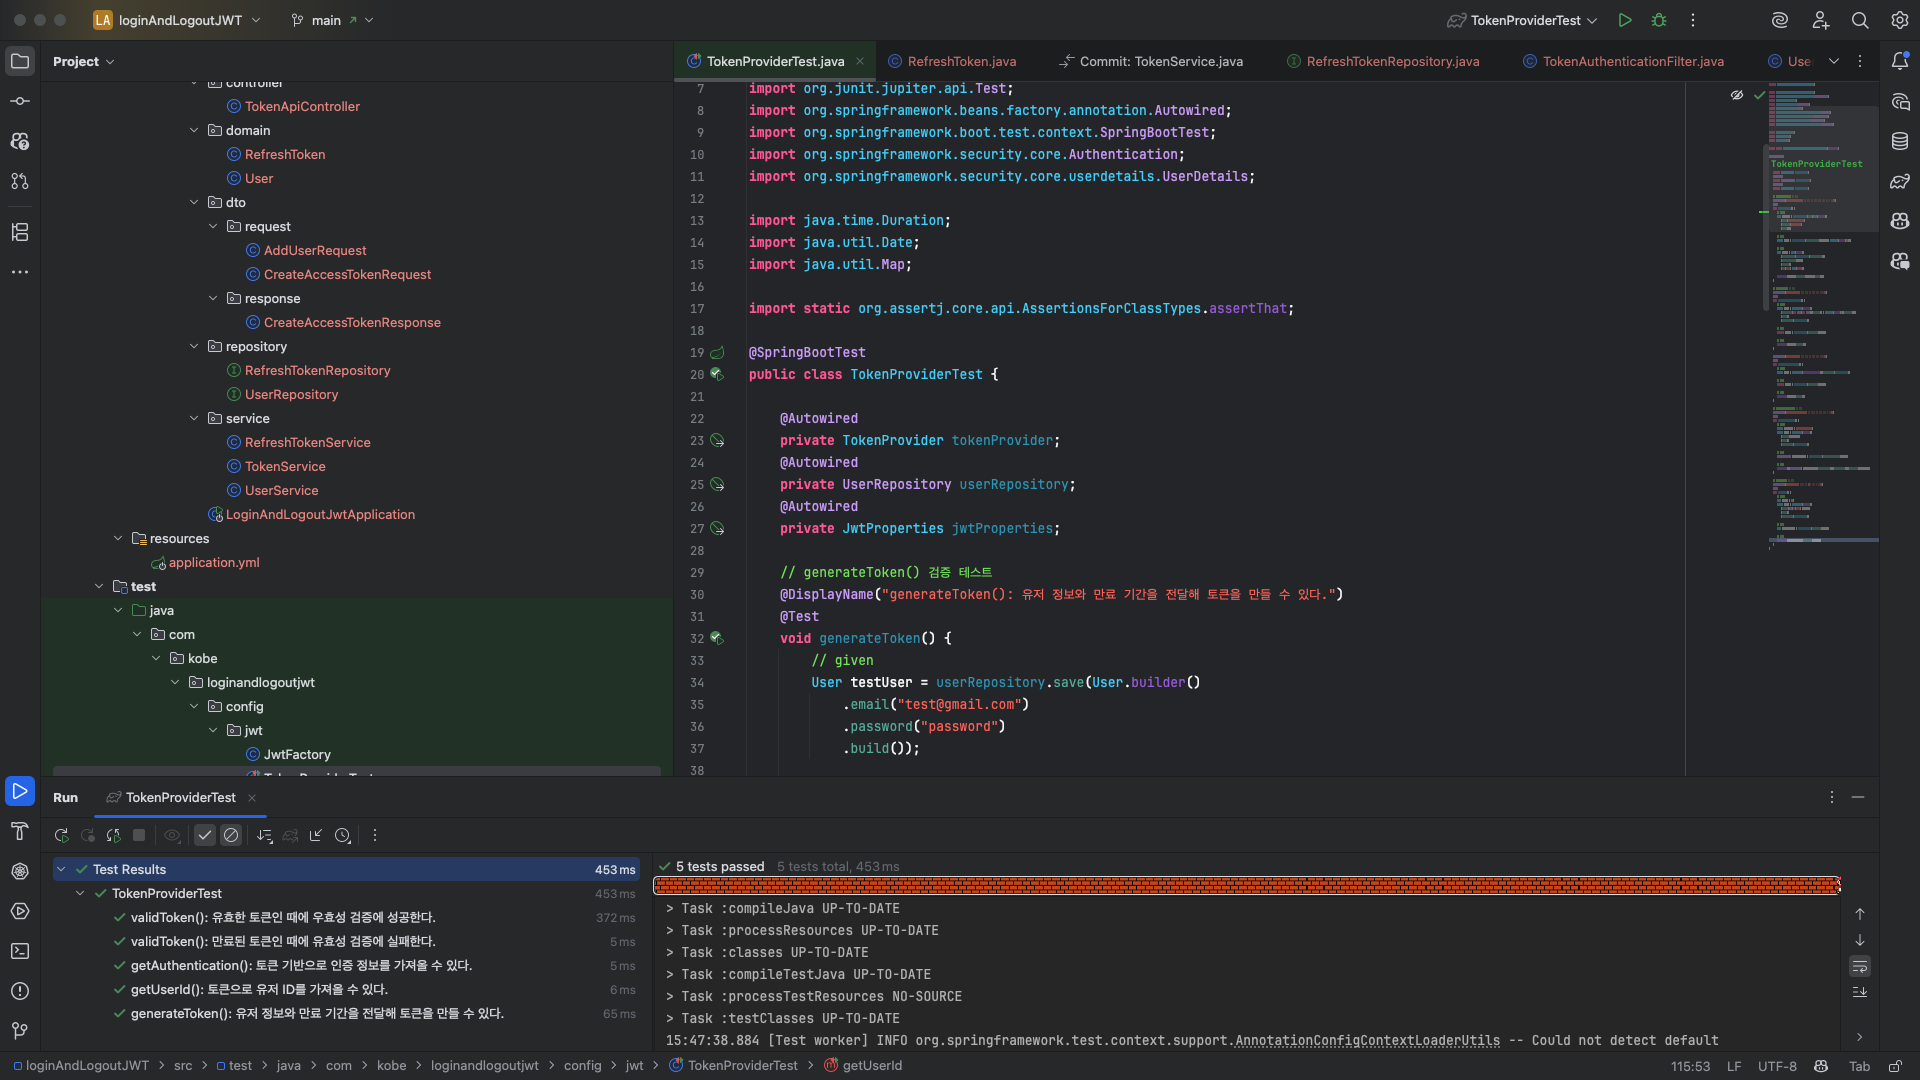 LA loginAndLogoutJWT main TokenProviderTest
Project
TokenProviderTest.java RefreshToken.java Commit: TokenService.java RefreshTokenRepository.java TokenAuthenticationFilter.java Use
controller
TokenApiController
domain
RefreshToken
User
dto
request
AddUserRequest
CreateAccessTokenRequest
response
CreateAccessTokenResponse
repository
RefreshTokenRepository
UserRepository
service
RefreshTokenService
TokenService
UserService
LoginAndLogoutJwtApplication
resources
application.yml
test
java
com
kobe
loginandlogoutjwt
config
jwt
JwtFactory
TokenProviderTest
7 import org.junit.jupiter.api.Test;
8 import org.springframework.beans.factory.annotation.Autowired;
9 import org.springframework.boot.test.context.SpringBootTest;
10 import org.springframework.security.core.Authentication;
11 import org.springframework.security.core.userdetails.UserDetails;
12
13 import java.time.Duration;
14 import java.util.Date;
15 import java.util.Map;
16
17 import static org.assertj.core.api.AssertionsForClassTypes.assertThat;
18
19 @SpringBootTest
20 public class TokenProviderTest {
21
22 @Autowired
23 private TokenProvider tokenProvider;
24 @Autowired
25 private UserRepository userRepository;
26 @Autowired
27 private JwtProperties jwtProperties;
28
29 // generateToken() 검증 테스트
30 @DisplayName("generateToken(): 유저 정보와 만료 기간을 전달해 토큰을 만들 수 있다.")
31 @Test
32 void generateToken() {
33 // given
34 User testUser = userRepository.save(User.builder()
35 .email("test@gmail.com")
36 .password("password")
37 .build());
38
TokenProviderTest
Run TokenProviderTest
Test Results 453 ms
TokenProviderTest 453 ms
validToken(): 유효한 토큰인 때에 우효성 검증에 성공한다. 372 ms
validToken(): 만료된 토큰인 때에 유효성 검증에 실패한다. 5 ms
getAuthentication(): 토큰 기반으로 인증 정보를 가져올 수 있다. 5 ms
getUserId(): 토큰으로 유저 ID를 가져올 수 있다. 6 ms
generateToken(): 유저 정보와 만료 기간을 전달해 토큰을 만들 수 있다. 65 ms
5 tests passed 5 tests total, 453 ms
> Task :compileJava UP-TO-DATE
> Task :processResources UP-TO-DATE
> Task :classes UP-TO-DATE
> Task :compileTestJava UP-TO-DATE
> Task :processTestResources NO-SOURCE
> Task :testClasses UP-TO-DATE
15:47:38.884 [Test worker] INFO org.springframework.test.context.support.AnnotationConfigContextLoaderUtils -- Could not detect default
loginAndLogoutJWT > src > test > java > com > kobe > loginandlogoutjwt > config > jwt > TokenProviderTest > getUserId 115:53 LF UTF-8 Tab